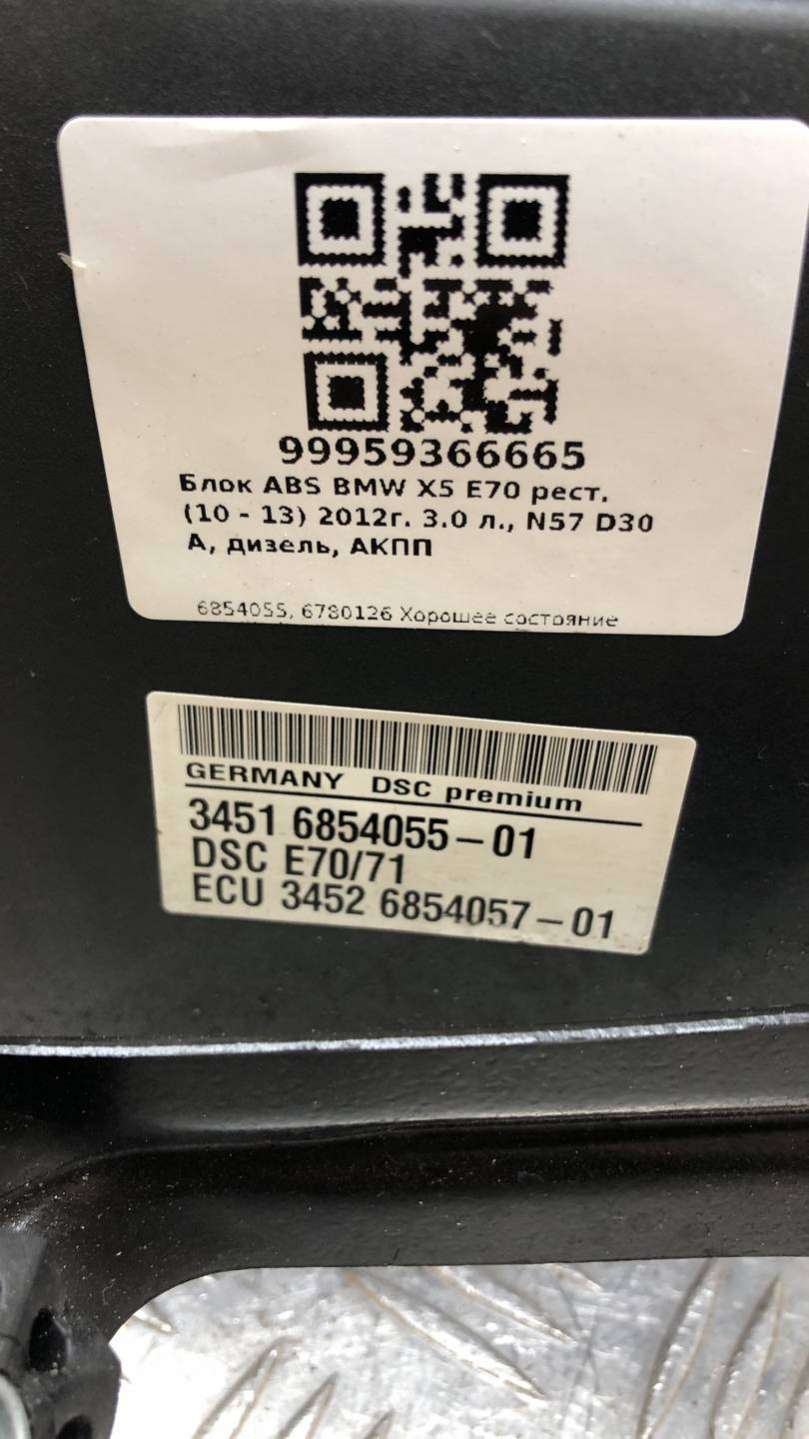 99959366665
Блок ABS BMW X5 E70 рест.
(10 - 13) 2012г. 3.0 л., N57 D30
A, дизель, АКПП
6854055, 6780126 Хорошее состояние
GERMANY DSC premium
3451 6854055-01
DSC E70/71
ECU 3452 6854057-01